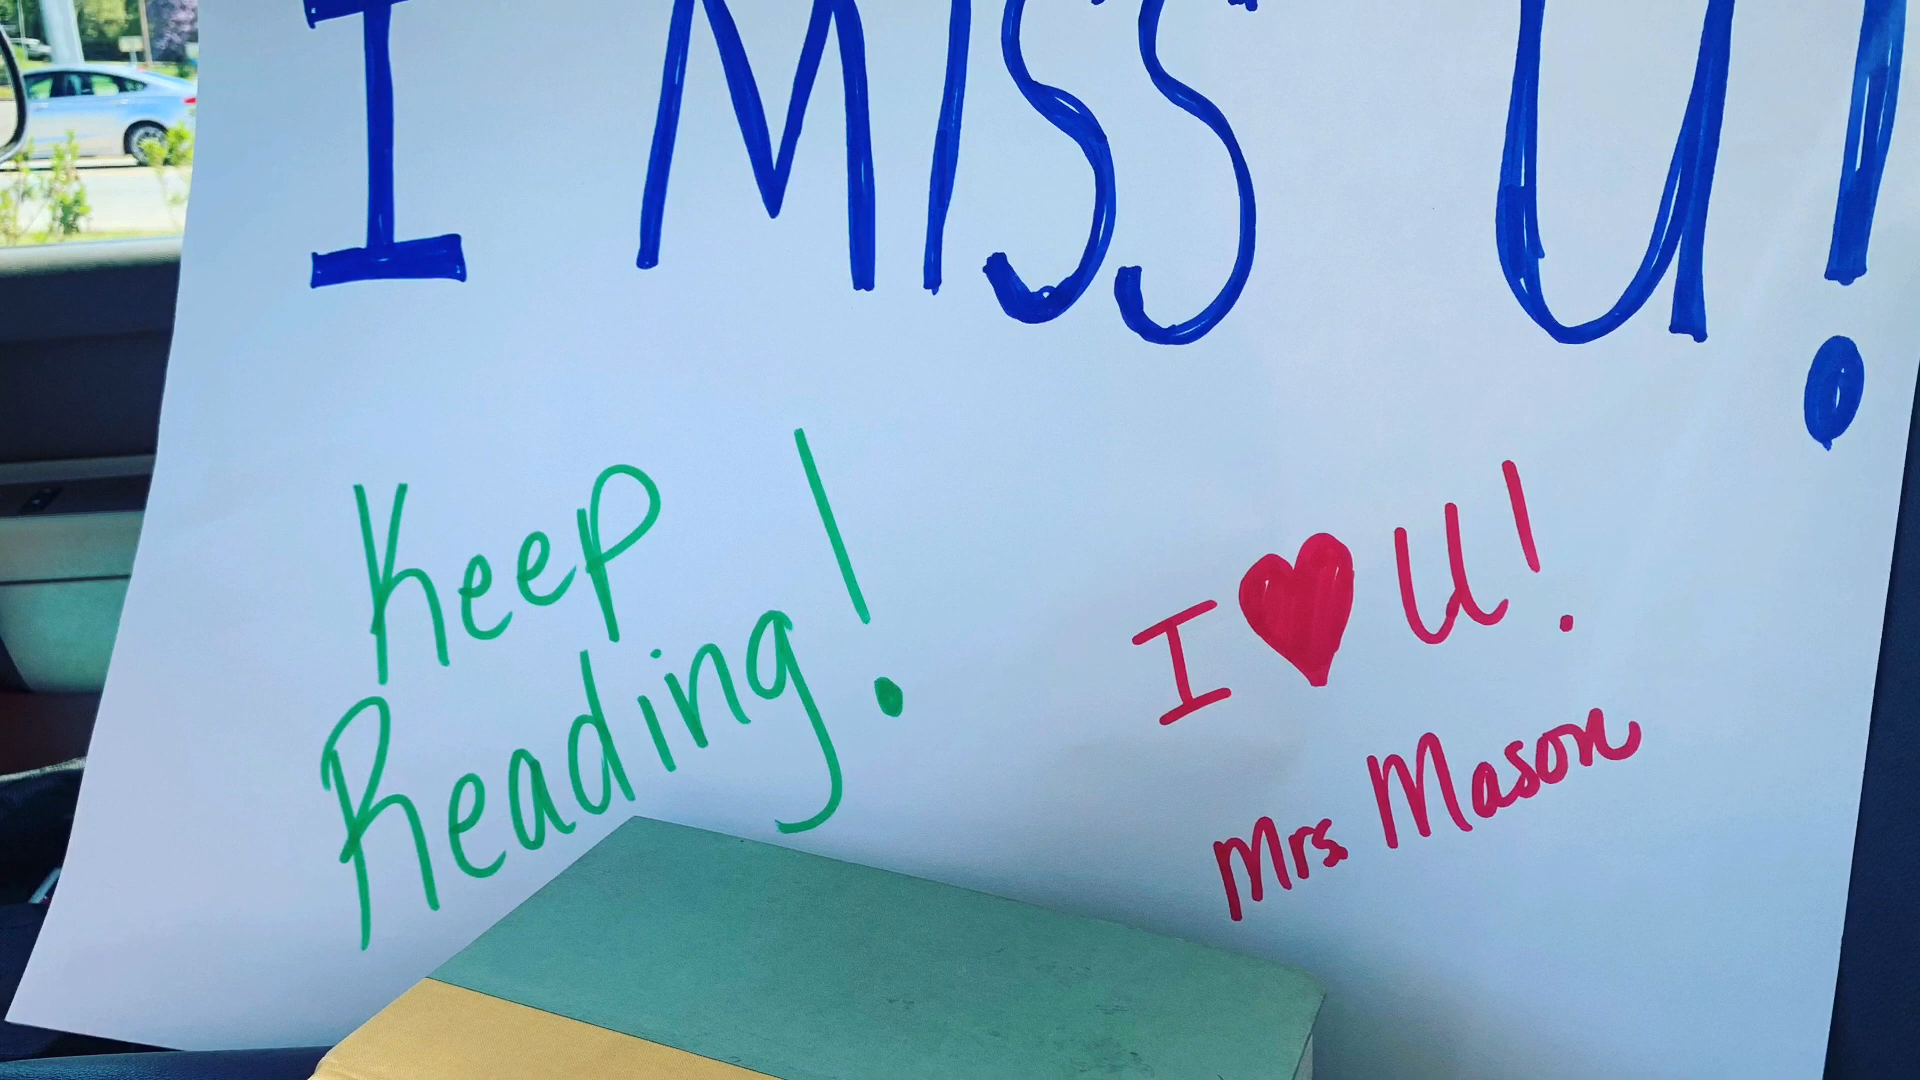 I MISS U!
Keep
Reading!
I ❤ U!
Mrs. Mason